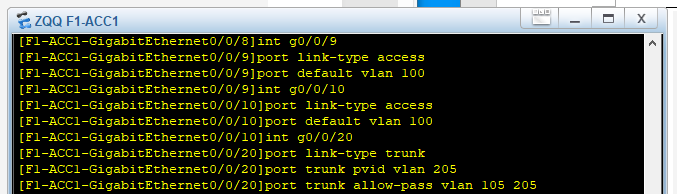 ZQQ F1-ACC1
[F1-ACC1-GigabitEthernet0/0/8]int g0/0/9
[F1-ACC1-GigabitEthernet0/0/9]port link-type access
[F1-ACC1-GigabitEthernet0/0/9]port default vlan 100
[F1-ACC1-GigabitEthernet0/0/9]int g0/0/10
[F1-ACC1-GigabitEthernet0/0/10]port link-type access
[F1-ACC1-GigabitEthernet0/0/10]port default vlan 100
[F1-ACC1-GigabitEthernet0/0/10]int g0/0/20
[F1-ACC1-GigabitEthernet0/0/20]port link-type trunk
[F1-ACC1-GigabitEthernet0/0/20]port trunk pvid vlan 205
[F1-ACC1-GigabitEthernet0/0/20]port trunk allow-pass vlan 105 205